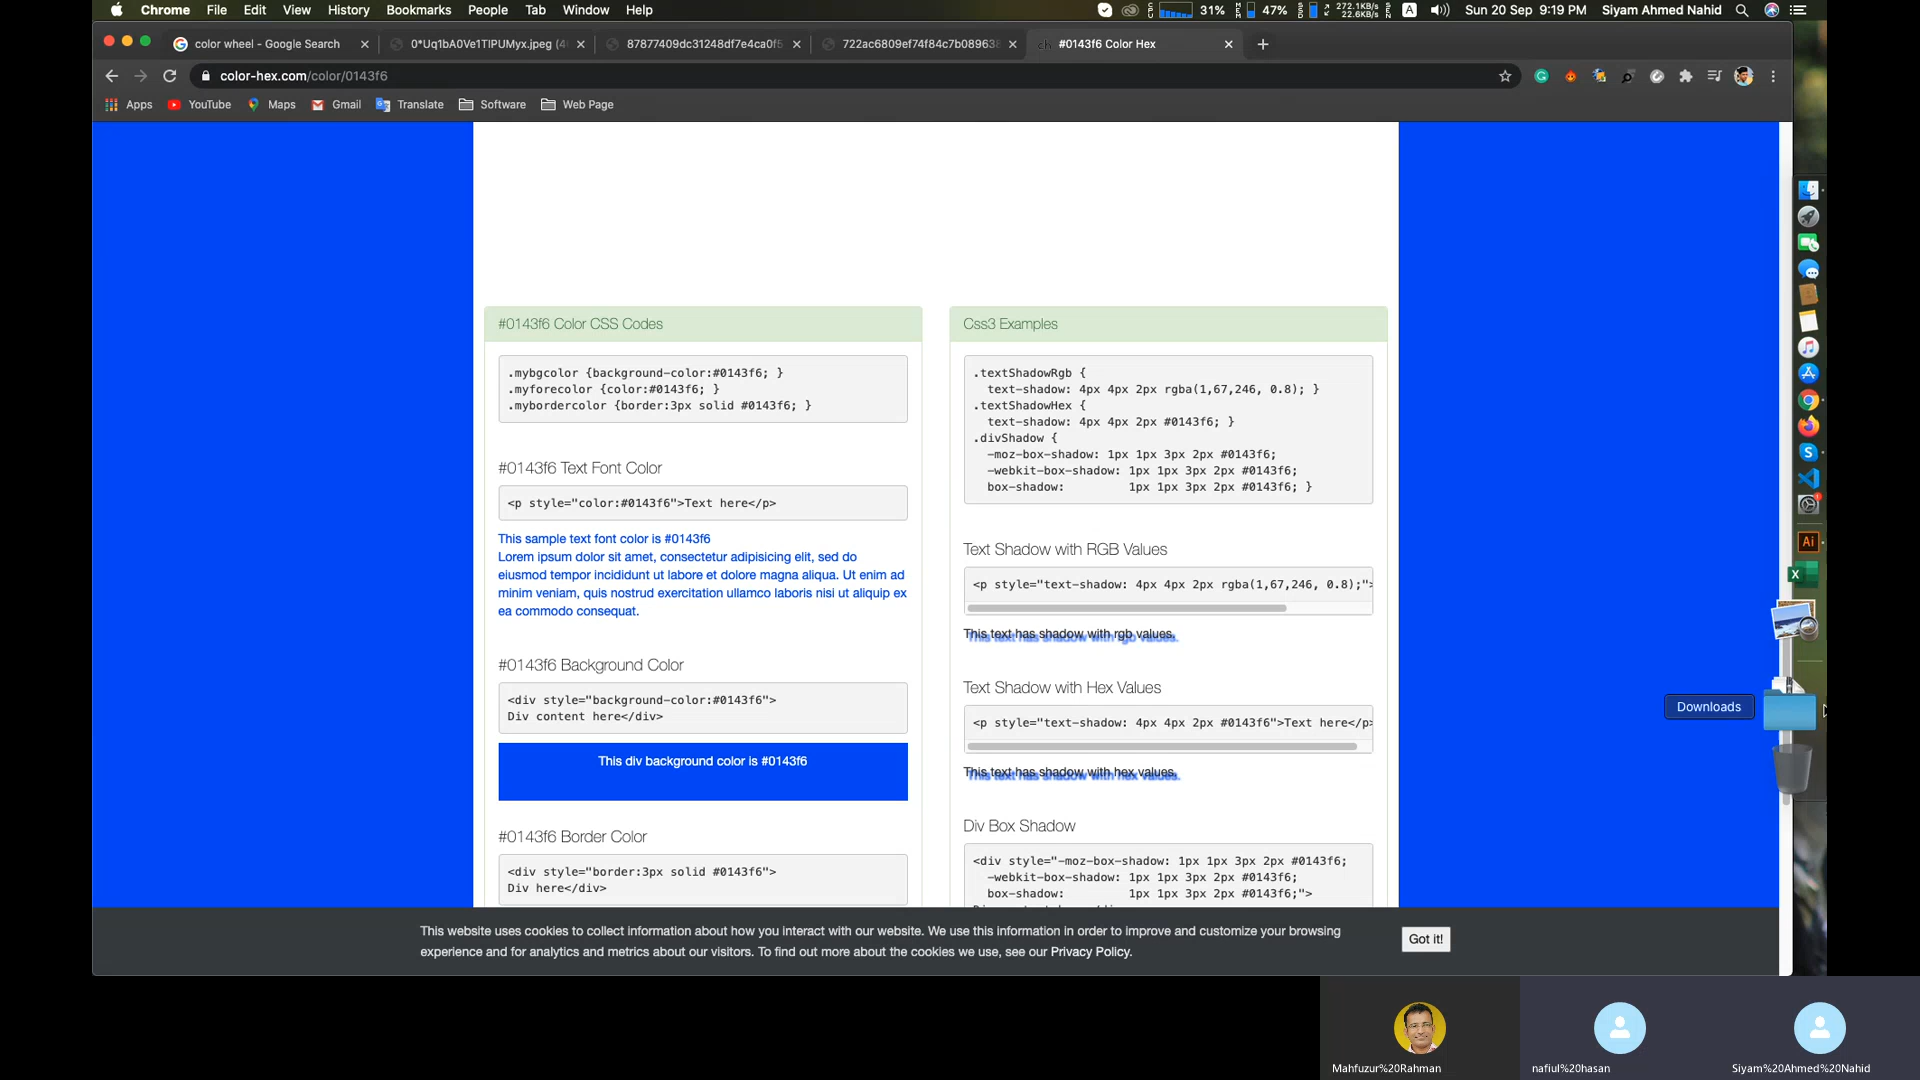 Chrome File Edit View History Bookmarks People Tab Window Help
31% 47% 272.1KB/s 22.6KB/s A Sun 20 Sep 9:19 PM Siyam Ahmed Nahid
color wheel - Google Search
0*Uq1bA0Ve1TlPUMyx.jpeg (4
87877409dc31248df7e4ca0f5
722ac6809ef74f84c7b089638
#0143f6 Color Hex
color-hex.com/color/0143f6
Apps YouTube Maps Gmail Translate Software Web Page
#0143f6 Color CSS Codes
.mybgcolor {background-color:#0143f6; }
.myforecolor {color:#0143f6; }
.mybordercolor {border:3px solid #0143f6; }
#0143f6 Text Font Color
<p style="color:#0143f6">Text here</p>
This sample text font color is #0143f6
Lorem ipsum dolor sit amet, consectetur adipisicing elit, sed do
eiusmod tempor incididunt ut labore et dolore magna aliqua. Ut enim ad
minim veniam, quis nostrud exercitation ullamco laboris nisi ut aliquip ex
ea commodo consequat.
#0143f6 Background Color
<div style="background-color:#0143f6">
Div content here</div>
This div background color is #0143f6
#0143f6 Border Color
<div style="border:3px solid #0143f6">
Div here</div>
Css3 Examples
.textShadowRgb {
text-shadow: 4px 4px 2px rgba(1,67,246, 0.8); }
.textShadowHex {
text-shadow: 4px 4px 2px #0143f6; }
.divShadow {
-moz-box-shadow: 1px 1px 3px 2px #0143f6;
-webkit-box-shadow: 1px 1px 3px 2px #0143f6;
box-shadow: 1px 1px 3px 2px #0143f6; }
Text Shadow with RGB Values
<p style="text-shadow: 4px 4px 2px rgba(1,67,246, 0.8);">
This text has shadow with rgb values.
Text Shadow with Hex Values
<p style="text-shadow: 4px 4px 2px #0143f6">Text here</p>
This text has shadow with hex values.
Div Box Shadow
<div style="-moz-box-shadow: 1px 1px 3px 2px #0143f6;
-webkit-box-shadow: 1px 1px 3px 2px #0143f6;
box-shadow: 1px 1px 3px 2px #0143f6;">
Downloads
Ai
This website uses cookies to collect information about how you interact with our website. We use this information in order to improve and customize your browsing
experience and for analytics and metrics about our visitors. To find out more about the cookies we use, see our Privacy Policy.
Got it!
Mahfuzur%20Rahman
nafiul%20hasan
Siyam%20Ahmed%20Nahid